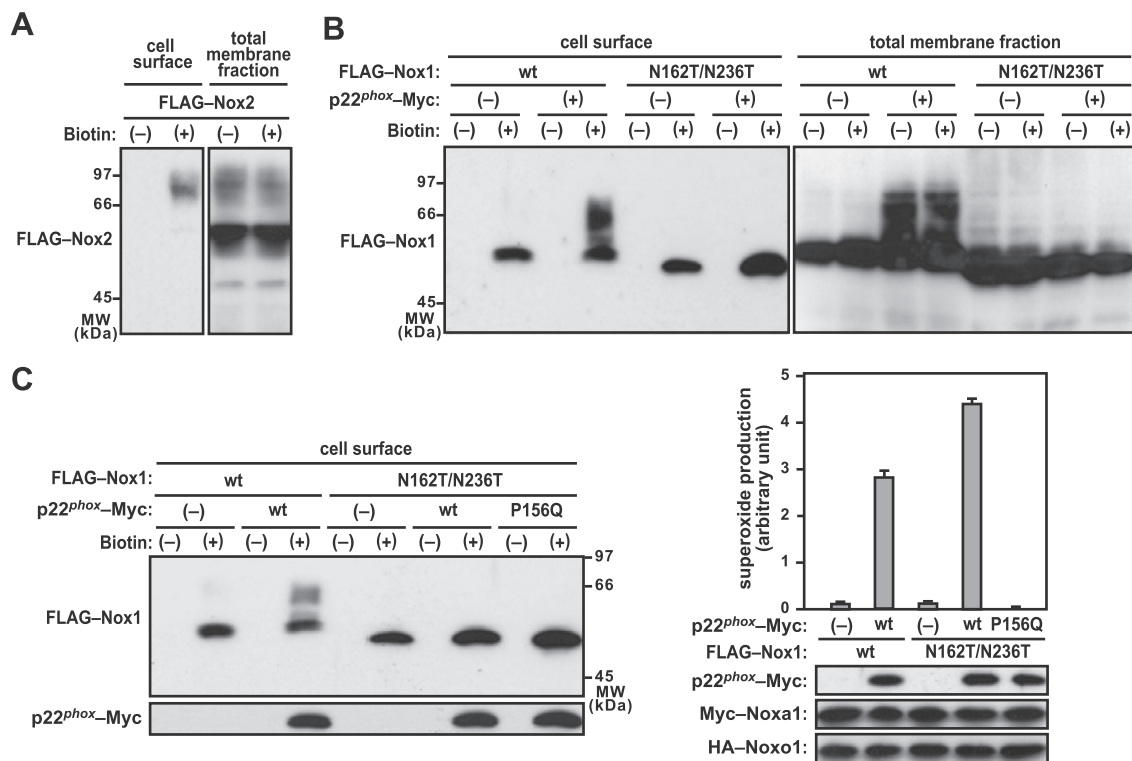 A
cell surface
total membrane fraction
FLAG–Nox2
Biotin: (–) (+) (–) (+)
97
66
FLAG–Nox2
45
MW (kDa)
B
cell surface total membrane fraction
FLAG–Nox1: wt N162T/N236T wt N162T/N236T
p22phox–Myc: (–) (+) (–) (+) (–) (+) (–) (+)
Biotin: (–) (+) (–) (+) (–) (+) (–) (+) (–) (+) (–) (+) (–) (+) (–) (+)
97
66
FLAG–Nox1
45
MW (kDa)
C
cell surface
FLAG–Nox1: wt N162T/N236T
p22phox–Myc: (–) wt (–) wt P156Q
Biotin: (–) (+) (–) (+) (–) (+) (–) (+) (–) (+)
97
66
FLAG–Nox1
45
MW (kDa)
p22phox–Myc
superoxide production (arbitrary unit)
5
4
3
2
1
0
p22phox–Myc: (–) wt (–) wt P156Q
FLAG–Nox1: wt N162T/N236T
p22phox–Myc:
Myc–Noxa1:
HA–Noxo1: